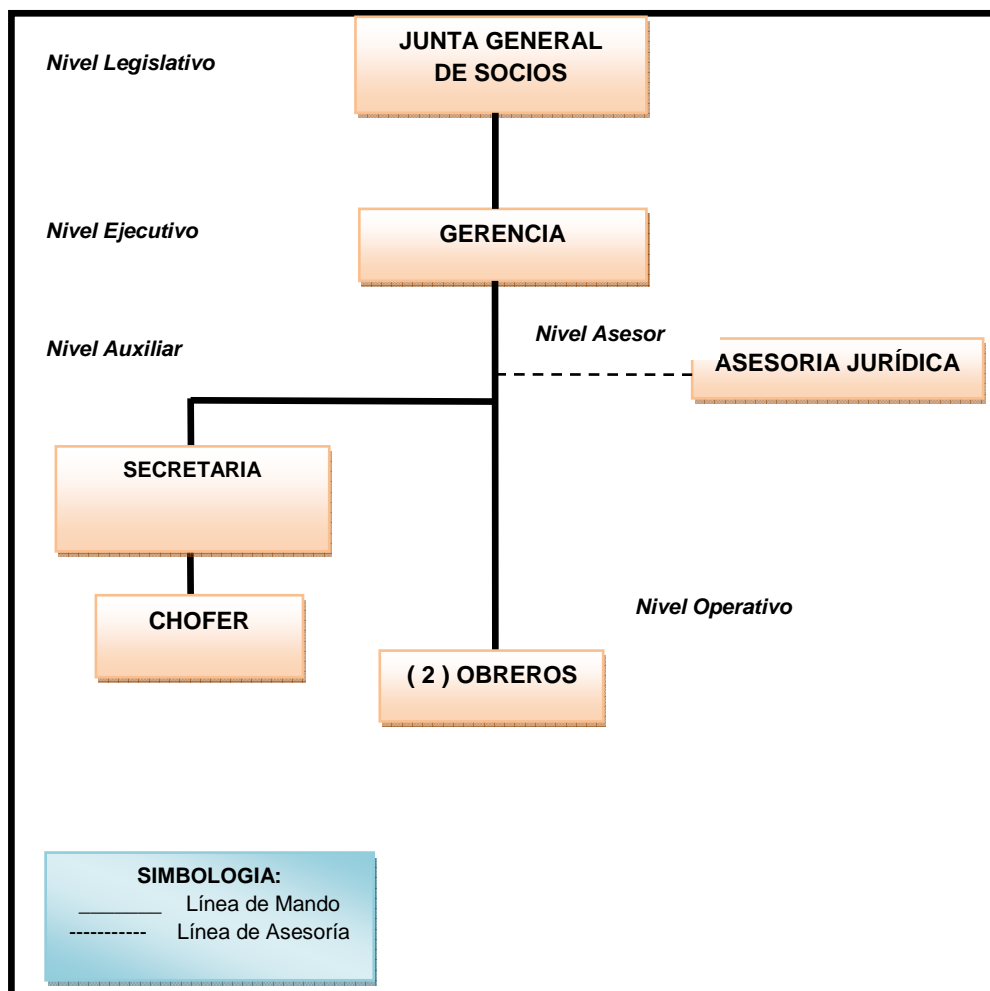 JUNTA GENERAL
DE SOCIOS
Nivel Legislativo
Nivel Ejecutivo
GERENCIA
Nivel Asesor
Nivel Auxiliar
ASESORIA JURÍDICA
SECRETARIA
CHOFER
Nivel Operativo
( 2 ) OBREROS
SIMBOLOGIA:
_______ Línea de Mando
----------- Línea de Asesoría